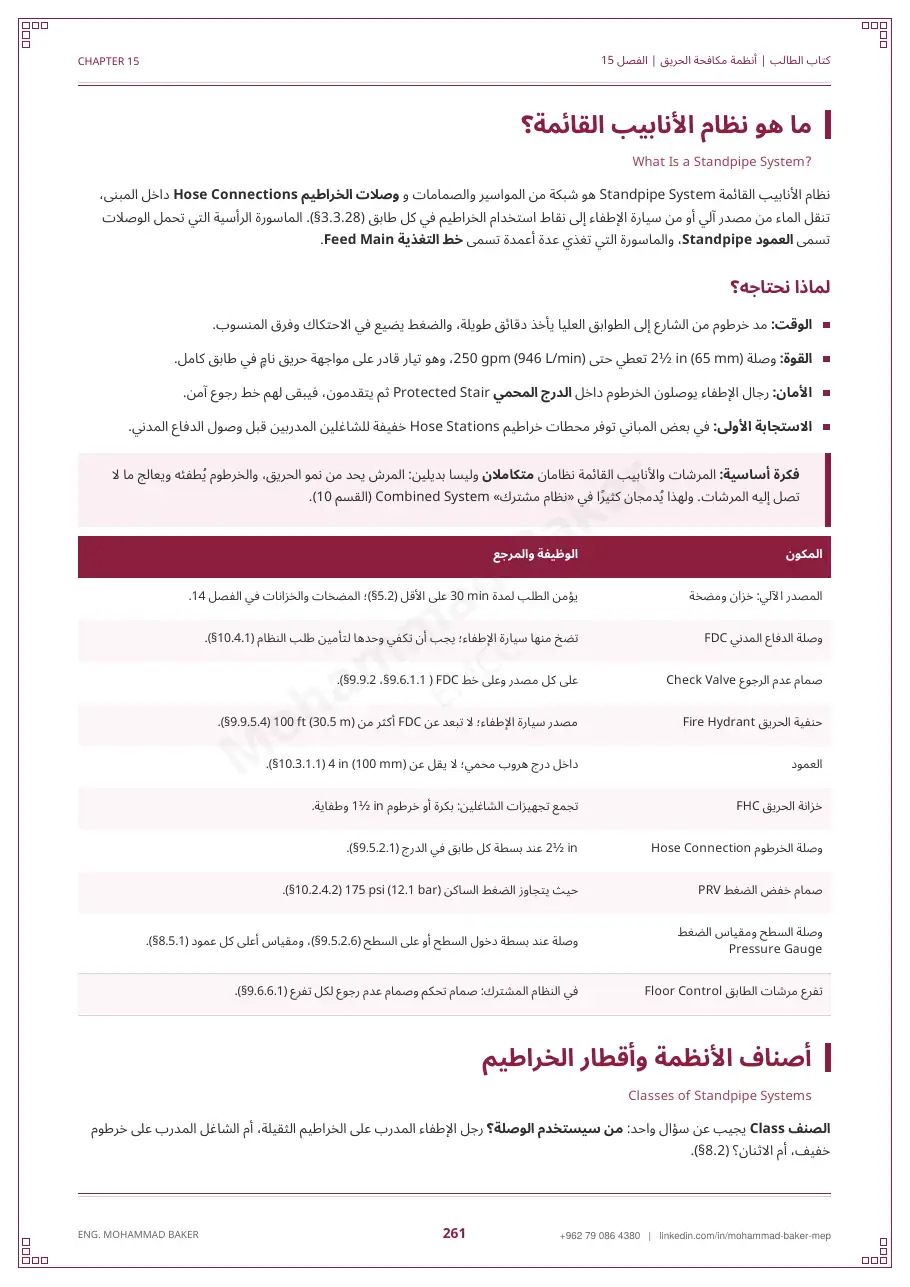 كتاب الطالب | أنظمة مكافحة الحريق | الفصل 15
CHAPTER 15
ما هو نظام الأنابيب القائمة؟
What Is a Standpipe System?
نظام الأنابيب القائمة Standpipe System هو شبكة من المواسير والصمامات و وصلات الخراطيم Hose Connections داخل المبنى،
تنقل الماء من مصدر آلي أو من سيارة الإطفاء إلى نقاط استخدام الخراطيم في كل طابق (§3.3.28). الماسورة الرأسية التي تحمل الوصلات
تسمى العمود Standpipe، والماسورة التي تغذي عدة أعمدة تسمى خط التغذية Feed Main.
لماذا نحتاجه؟
الوقت: مد خرطوم من الشارع إلى الطوابق العليا يأخذ دقائق طويلة، والضغط يضيع في الاحتكاك وفرق المنسوب.
القوة: وصلة 2½ in (65 mm) تعطي حتى 250 gpm (946 L/min)، وهو تيار قادر على مواجهة حريق نامٍ في طابق كامل.
الأمان: رجال الإطفاء يوصلون الخرطوم داخل الدرج المحمي Protected Stair ثم يتقدمون، فيبقى لهم خط رجوع آمن.
الاستجابة الأولى: في بعض المباني توفر محطات خراطيم Hose Stations خفيفة للشاغلين المدربين قبل وصول الدفاع المدني.
فكرة أساسية: المرشات والأنابيب القائمة نظامان متكاملان وليسا بديلين: المرش يحد من نمو الحريق، والخرطوم يُطفئه ويعالج ما لا
تصل إليه المرشات. ولهذا يُدمجان كثيرًا في «نظام مشترك» Combined System (القسم 10).
المكون
الوظيفة والمرجع
المصدر الآلي: خزان ومضخة
يؤمن الطلب لمدة 30 min على الأقل (§5.2)؛ المضخات والخزانات في الفصل 14.
وصلة الدفاع المدني FDC
تضخ منها سيارة الإطفاء؛ يجب أن تكفي وحدها لتأمين طلب النظام (§10.4.1).
صمام عدم الرجوع Check Valve
على كل مصدر وعلى خط FDC ( §9.6.1.1، §9.9.2).
حنفية الحريق Fire Hydrant
مصدر سيارة الإطفاء؛ لا تبعد عن FDC أكثر من 100 ft (30.5 m) (§9.9.5.4).
العمود
داخل درج هروب محمي؛ لا يقل عن 4 in (100 mm) (§10.3.1.1).
خزانة الحريق FHC
تجمع تجهيزات الشاغلين: بكرة أو خرطوم 1½ in وطفاية.
وصلة الخرطوم Hose Connection
2½ in عند بسطة كل طابق في الدرج (§9.5.2.1).
صمام خفض الضغط PRV
حيث يتجاوز الضغط الساكن 175 psi (12.1 bar) (§10.2.4.2).
وصلة السطح ومقياس الضغط
Pressure Gauge
وصلة عند بسطة دخول السطح أو على السطح (§9.5.2.6)، ومقياس أعلى كل عمود (§8.5.1).
تفرع مرشات الطابق Floor Control
في النظام المشترك: صمام تحكم وصمام عدم رجوع لكل تفرع (§9.6.6.1).
أصناف الأنظمة وأقطار الخراطيم
Classes of Standpipe Systems
الصنف Class يجيب عن سؤال واحد: من سيستخدم الوصلة؟ رجل الإطفاء المدرب على الخراطيم الثقيلة، أم الشاغل المدرب على خرطوم
خفيف، أم الاثنان؟ (§8.2).
ENG. MOHAMMAD BAKER
261
+962 79 086 4380 | linkedin.com/in/mohammad-baker-mep